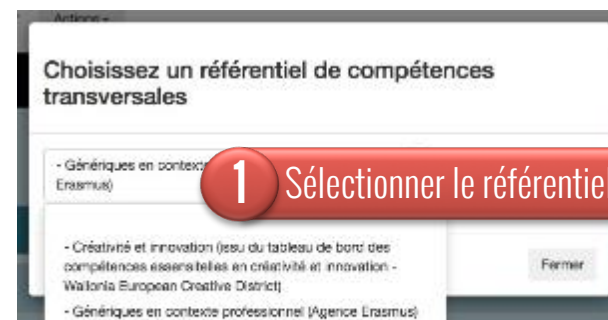 Actions
Choisissez un référentiel de compétences
transversales
- Génériques en contexte
Erasmus)
1 Sélectionner le référentiel
- Créativité et innovation (issu du tableau de bord des
compétences essentielles en créativité et innovation -
Wallonia European Creative District)
- Génériques en contexte professionnel (Agence Erasmus)
Fermer